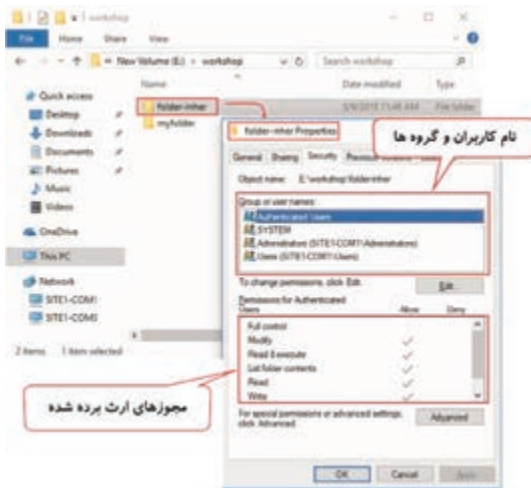 workshop
File Home Share View
New Volume (E:) › workshop
Search workshop
Name Date modified Type
Quick access
Desktop
Downloads
Documents
Pictures
Music
Videos
OneDrive
This PC
Network
SITE1-COM1
SITE1-COM3
2 items 1 item selected
folder-inher 11:48 AM File folder
myfolder
folder-inher Properties
General Sharing Security Previous Versions
نام کاربران و گروه ها
Object name: E:\workshop\folder-inher
Group or user names:
Authenticated Users
SYSTEM
Administrators (SITE1-COM1\Administrators)
Users (SITE1-COM1\Users)
To change permissions, click Edit.
Edit...
Permissions for Authenticated
Users Allow Deny
Full control
Modify
Read & execute
List folder contents
Read
Write
مجوزهای ارث برده شده
For special permissions or advanced settings,
click Advanced.
Advanced
OK Cancel Apply